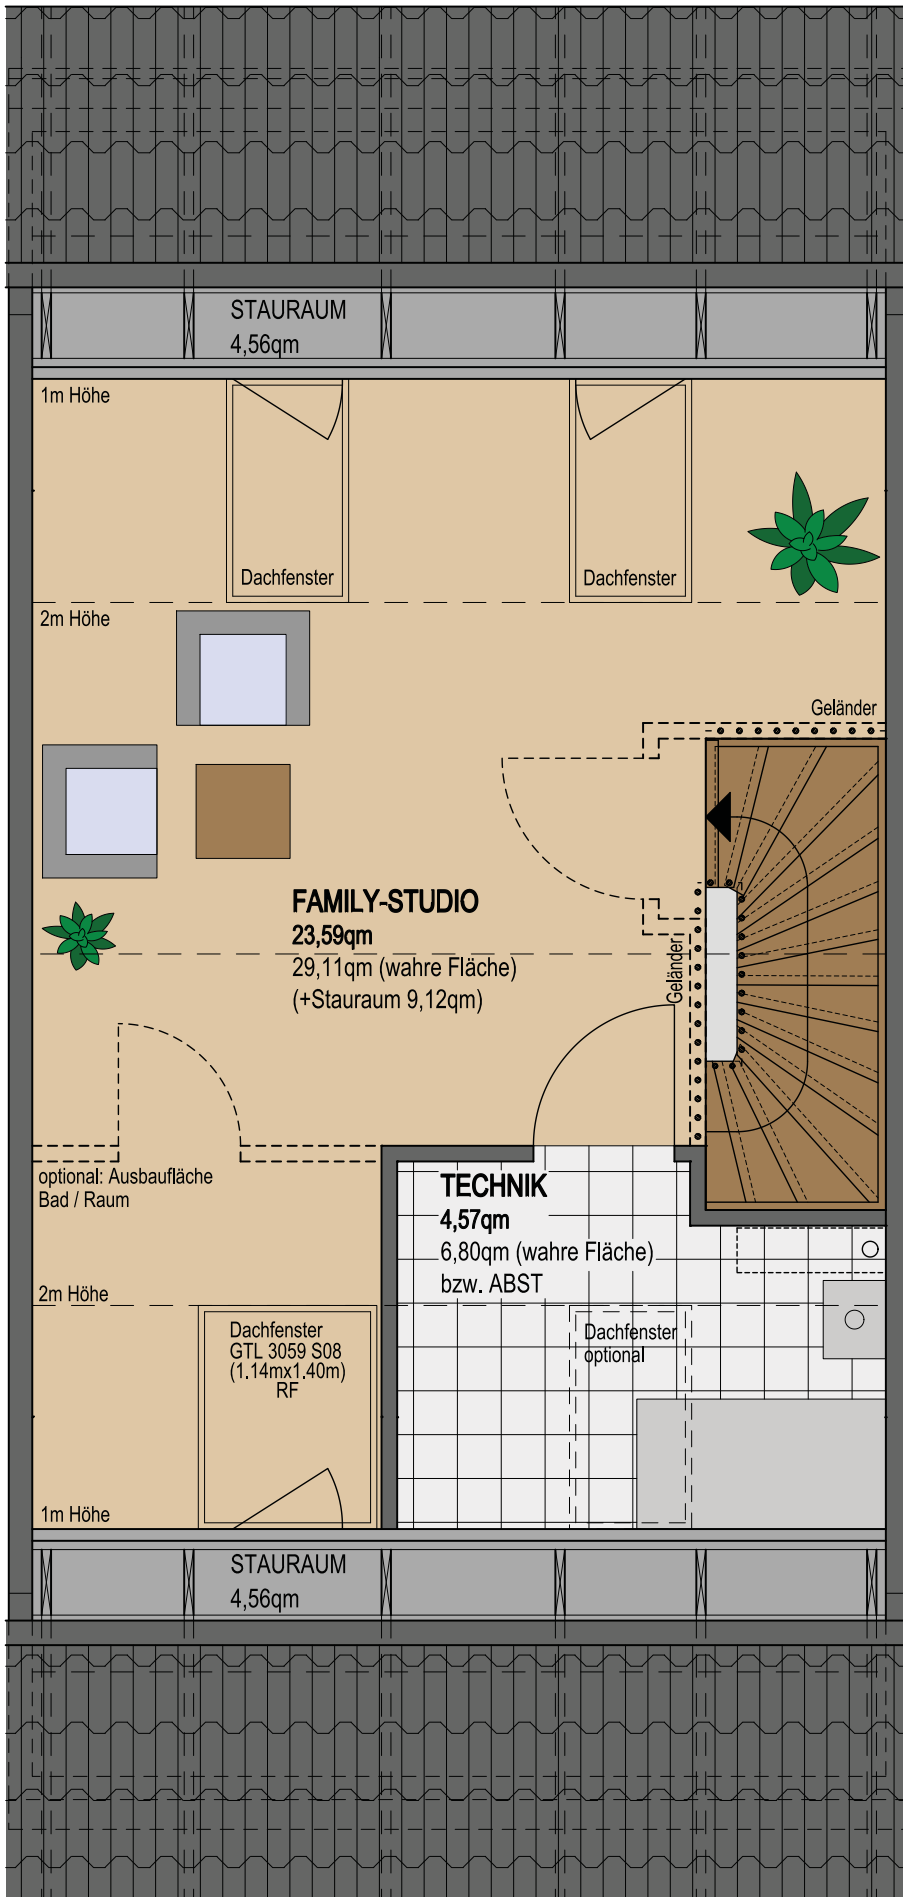 STAURAUM
4,56qm
1m Höhe
Dachfenster
Dachfenster
2m Höhe
Geländer
FAMILY-STUDIO
23,59qm
29,11qm (wahre Fläche)
(+Stauraum 9,12qm)
Geländer
optional: Ausbaufläche
Bad / Raum
TECHNIK
4,57qm
6,80qm (wahre Fläche)
bzw. ABST
2m Höhe
Dachfenster
GTL 3059 S08
(1.14mx1.40m)
RF
Dachfenster
optional
1m Höhe
STAURAUM
4,56qm